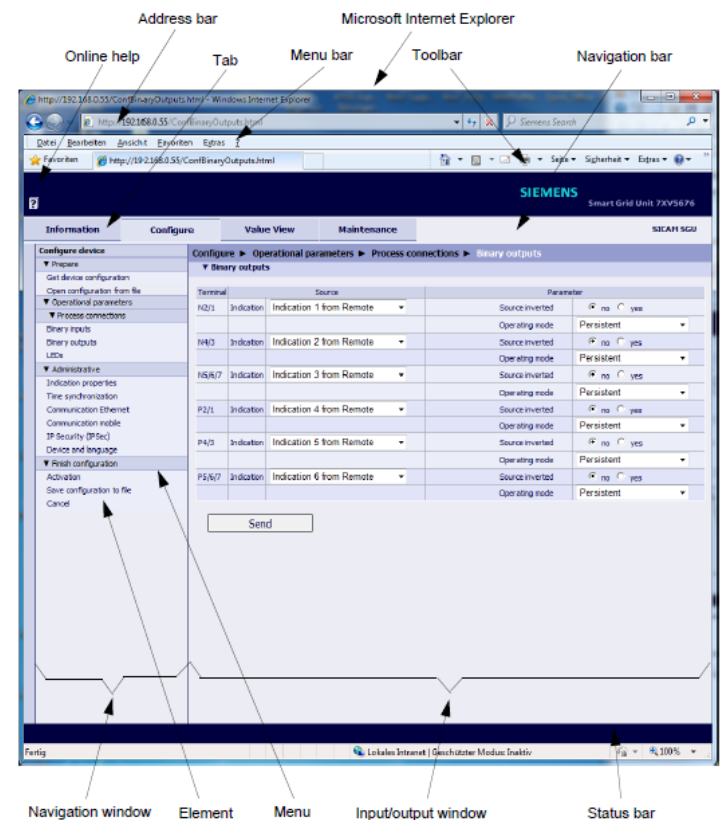 Address bar
Microsoft Internet Explorer
Online help
Tab
Menu bar
Toolbar
Navigation bar
http://192.168.0.55/ConfBinaryOutputs.html - Windows Internet Explorer
http://192.168.0.55/ConfBinaryOutputs.html
Siemens Search
Datei Bearbeiten Ansicht Favoriten Extras ?
Favoriten
http://192.168.0.55/ConfBinaryOutputs.html
Seite Sicherheit Extras
SIEMENS
Smart Grid Unit 7XV5676
?
Information Configure Value View Maintenance SICAM SGU
Configure device
▼ Prepare
Get device configuration
Open configuration from file
▼ Operational parameters
▼ Process connections
Binary inputs
Binary outputs
LEDs
▼ Administrative
Indication properties
Time synchronization
Communication Ethernet
Communication mobile
IP Security (IPSec)
Device and language
▼ Finish configuration
Activation
Save configuration to file
Cancel
Configure ► Operational parameters ► Process connections ► Binary outputs
▼ Binary outputs
Terminal Source Parameter
N2/1 Indication Indication 1 from Remote Source inverted no yes
Operating mode Persistent
N4/3 Indication Indication 2 from Remote Source inverted no yes
Operating mode Persistent
N5/6/7 Indication Indication 3 from Remote Source inverted no yes
Operating mode Persistent
P2/1 Indication Indication 4 from Remote Source inverted no yes
Operating mode Persistent
P4/3 Indication Indication 5 from Remote Source inverted no yes
Operating mode Persistent
P5/6/7 Indication Indication 6 from Remote Source inverted no yes
Operating mode Persistent
Send
Fertig
Lokales Intranet | Geschützter Modus: Inaktiv
100%
Navigation window
Element
Menu
Input/output window
Status bar